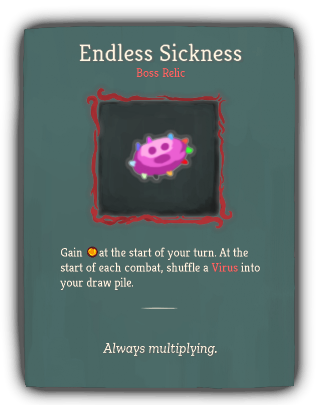 Endless Sickness
Boss Relic
Gain at the start of your turn. At the
start of each combat, shuffle a Virus into
your draw pile.
Always multiplying.